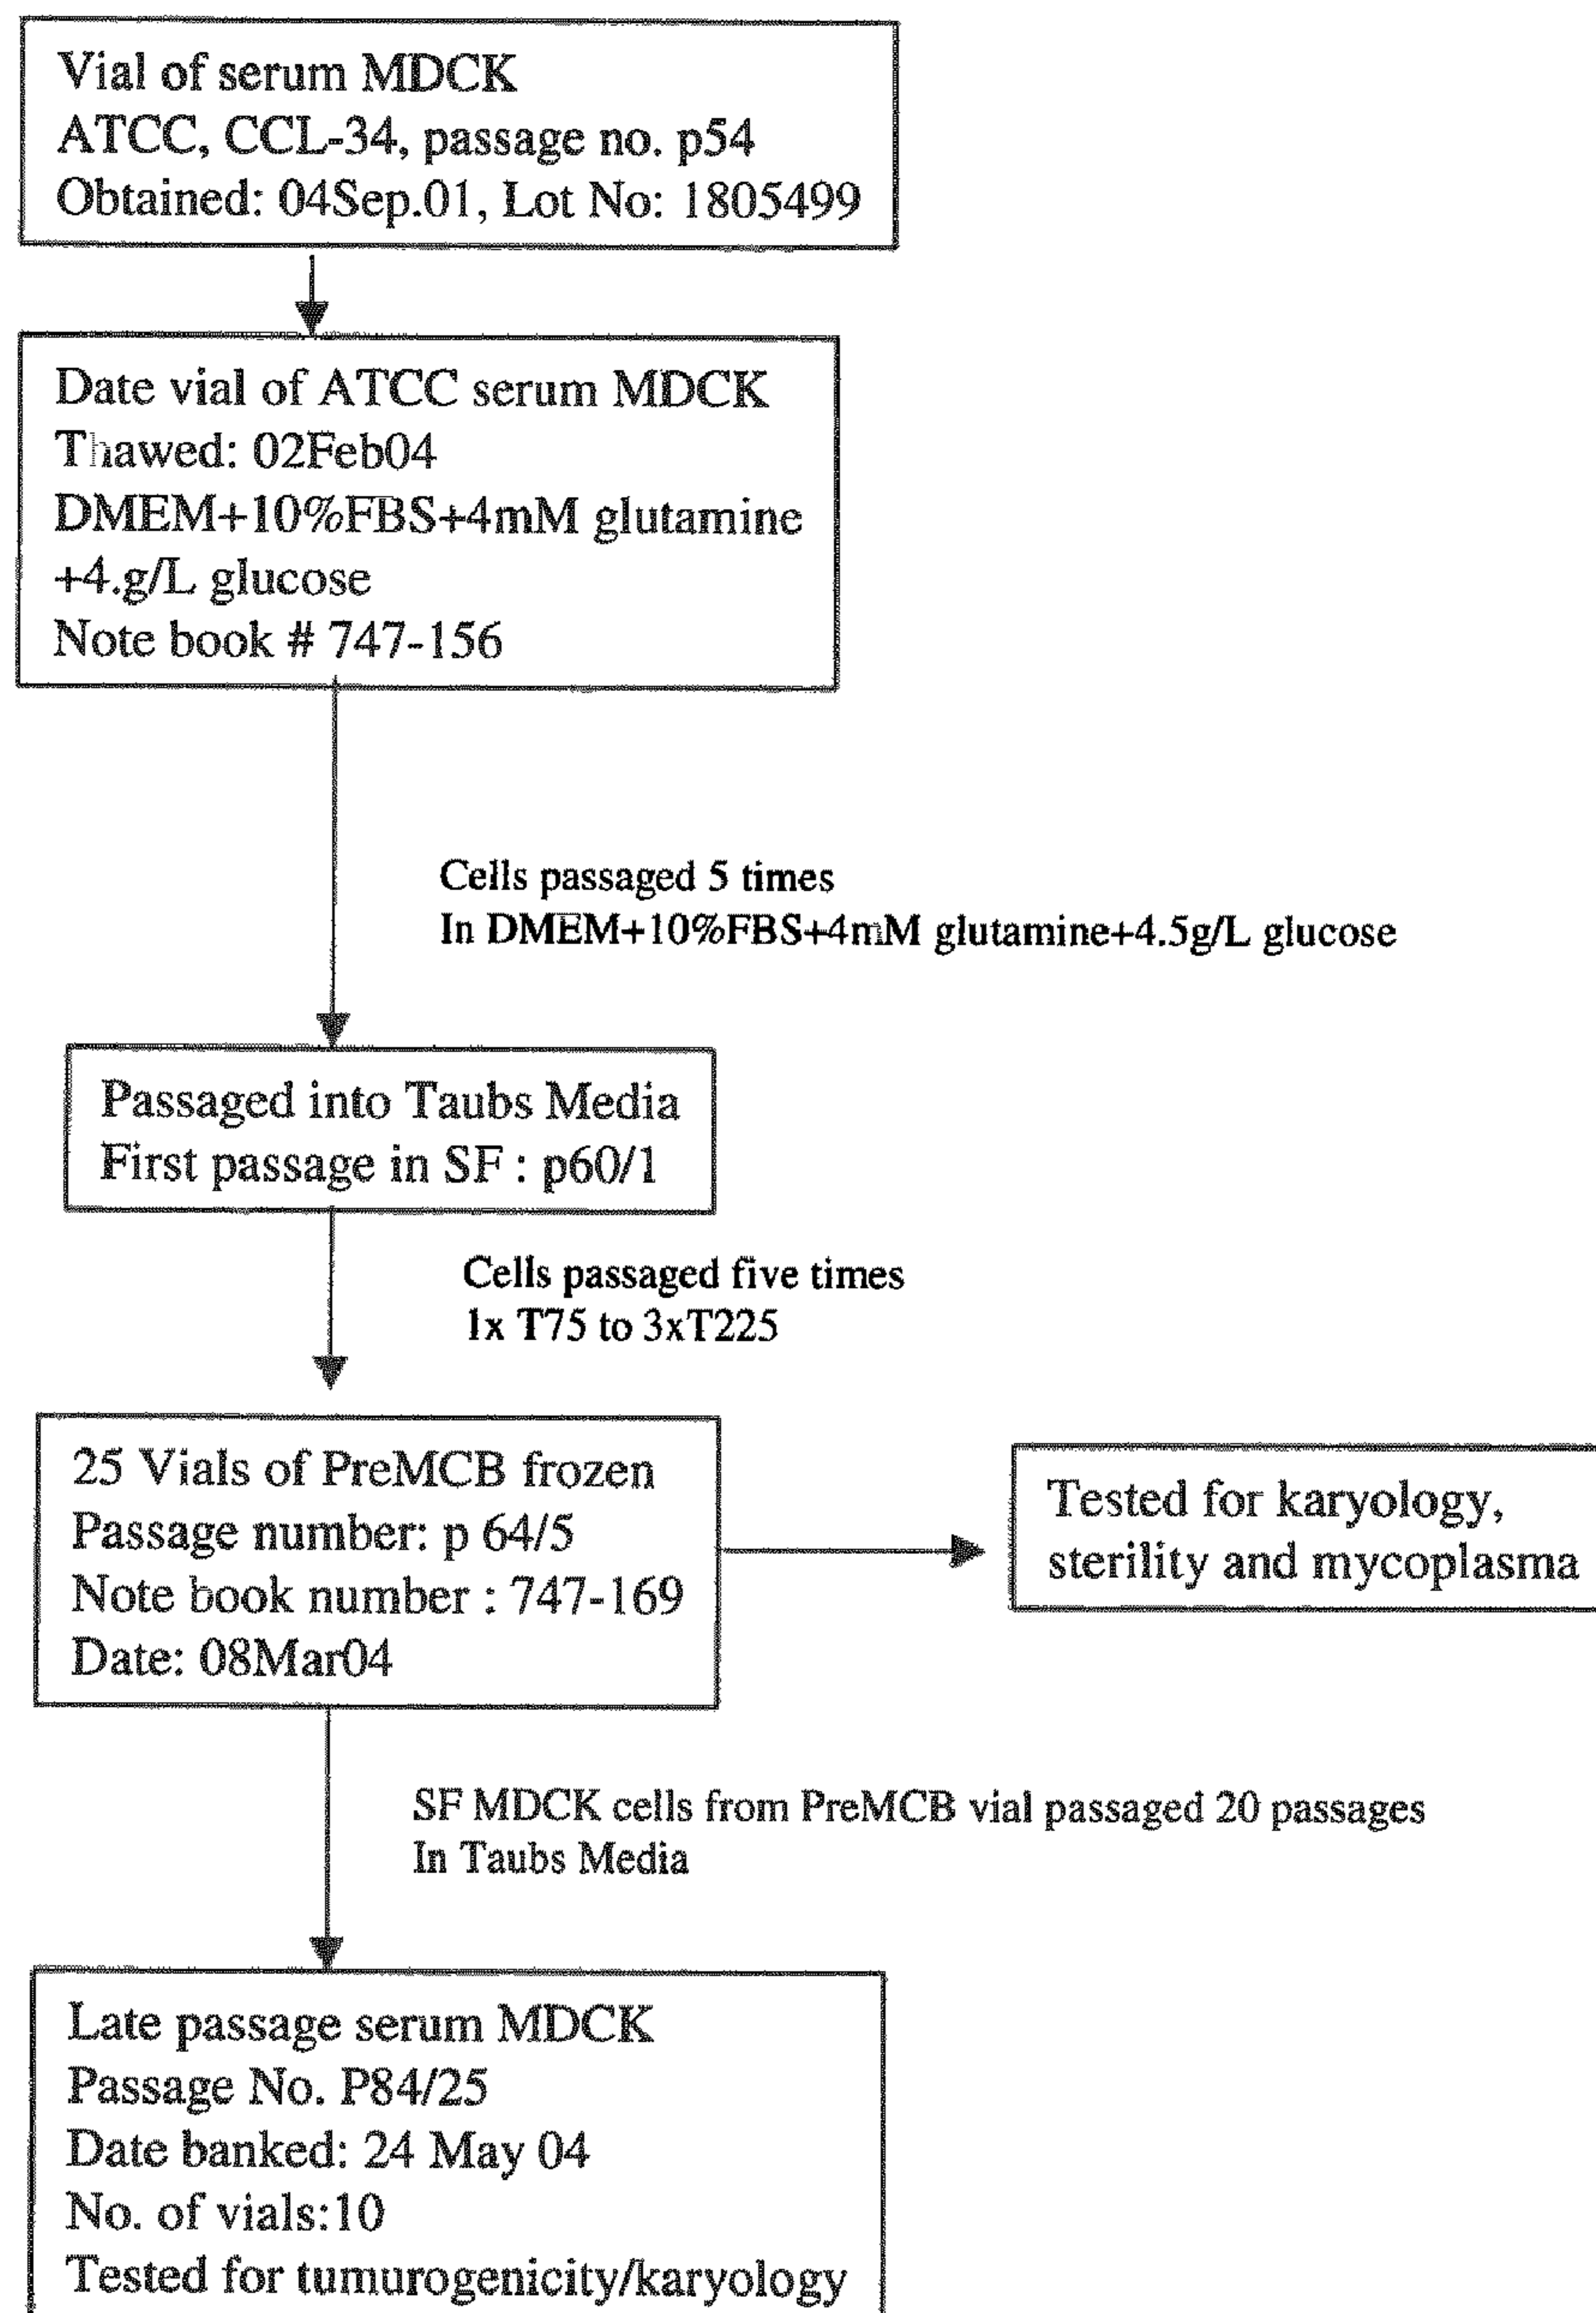 Vial of serum MDCK
ATCC, CCL-34, passage no. p54
Obtained: 04Sep.01, Lot No: 1805499
Date vial of ATCC serum MDCK
Thawed: 02Feb04
DMEM+10%FBS+4mM glutamine
+4.g/L glucose
Note book # 747-156
Cells passaged 5 times
In DMEM+10%FBS+4mM glutamine+4.5g/L glucose
Passaged into Taubs Media
First passage in SF : p60/1
Cells passaged five times
1x T75 to 3xT225
25 Vials of PreMCB frozen
Passage number: p 64/5
Note book number : 747-169
Date: 08Mar04
Tested for karyology,
sterility and mycoplasma
SF MDCK cells from PreMCB vial passaged 20 passages
In Taubs Media
Late passage serum MDCK
Passage No. P84/25
Date banked: 24 May 04
No. of vials:10
Tested for tumurogenicity/karyology